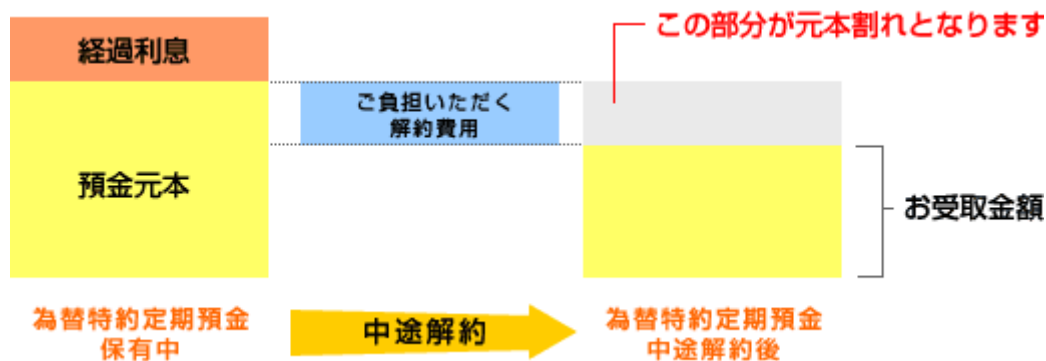 この部分が元本割れとなります
経過利息
ご負担いただく
解約費用
預金元本
お受取金額
為替特約定期預金
保有中
中途解約
為替特約定期預金
中途解約後